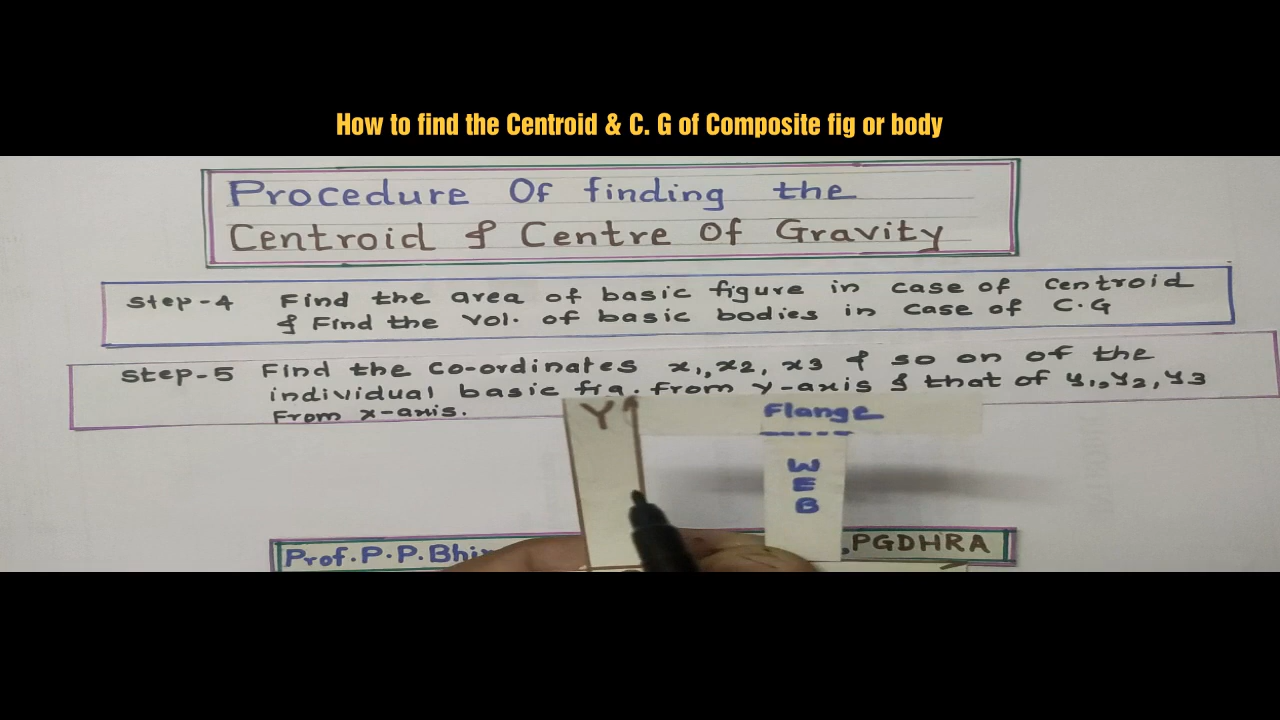 How to find the Centroid & C. G of Composite fig or body
Procedure Of finding the
Centroid & Centre Of Gravity
Step-4 Find the area of basic figure in case of Centroid
& Find the Vol. of basic bodies in case of C.G
Step-5 Find the co-ordinates x1, x2, x3 & so on of the
individual basic fig. from y-axis & that of y1, y2, y3
From x-axis.
Y Flange
WEB
Prof. P. P. , PGDHRA